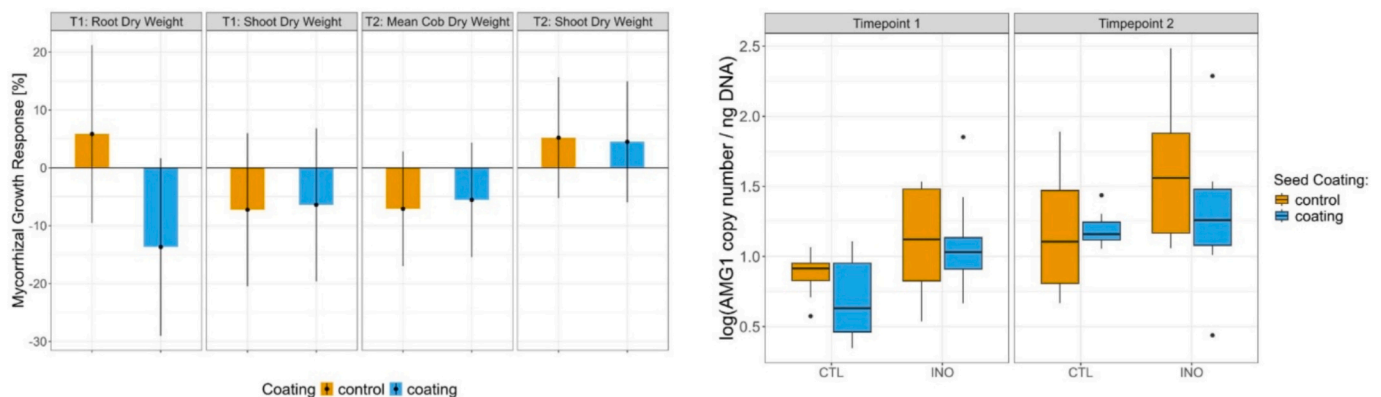 T1: Root Dry Weight
T1: Shoot Dry Weight
T2: Mean Cob Dry Weight
T2: Shoot Dry Weight
Mycorrhizal Growth Response [%]
20
10
0
-10
-20
-30
Coating control coating
Timepoint 1
Timpepoint 2
log(AMG1 copy number / ng DNA)
2.5
2.0
1.5
1.0
0.5
CTL
INO
CTL
INO
Seed Coating:
control
coating